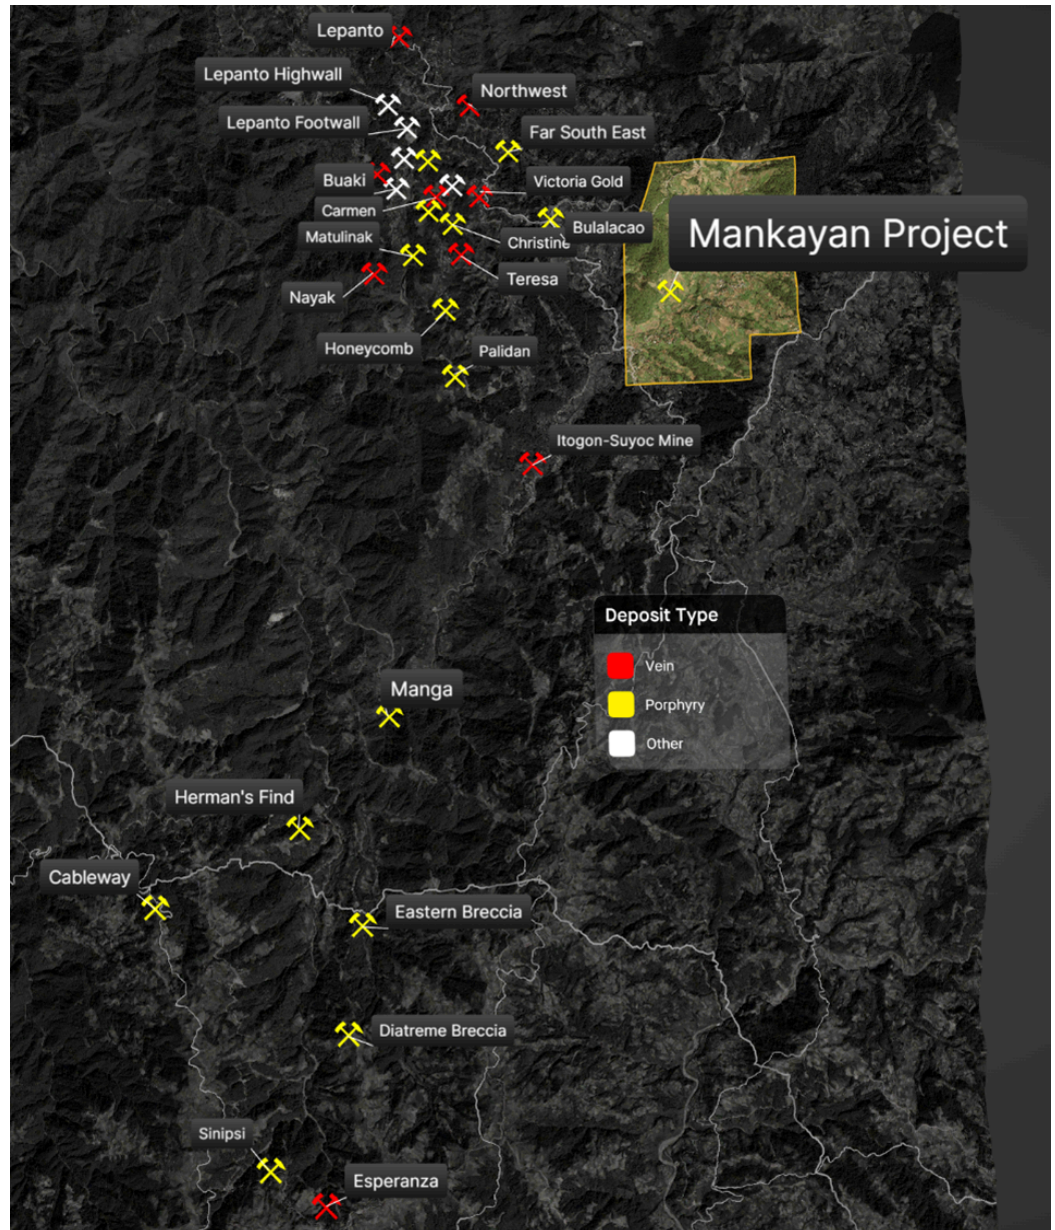 Lepanto
Lepanto Highwall
Northwest
Lepanto Footwall
Far South East
Buaki
Victoria Gold
Carmen
Bulalacao
Mankayan Project
Matulinak
Christine
Teresa
Nayak
Honeycomb
Palidan
Itogon-Suyoc Mine
Deposit Type
Vein
Porphyry
Other
Manga
Herman's Find
Cableway
Eastern Breccia
Diatreme Breccia
Sinipsi
Esperanza